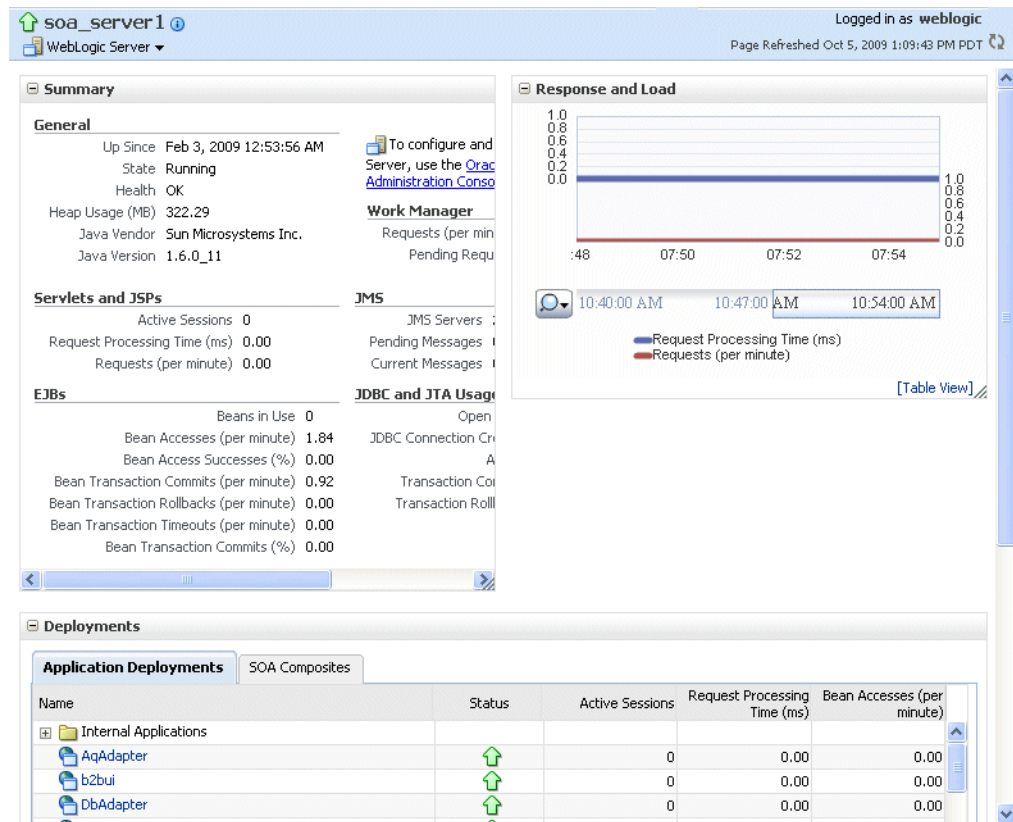 soa_server1
Logged in as weblogic
WebLogic Server
Page Refreshed Oct 5, 2009 1:09:43 PM PDT
Summary
General
Up Since Feb 3, 2009 12:53:56 AM
State Running
Health OK
Heap Usage (MB) 322.29
Java Vendor Sun Microsystems Inc.
Java Version 1.6.0_11
To configure and
Server, use the Orac
Administration Conso
Work Manager
Requests (per min
Pending Requ
Servlets and JSPs
Active Sessions 0
Request Processing Time (ms) 0.00
Requests (per minute) 0.00
JMS
JMS Servers
Pending Messages
Current Messages
EJBs
Beans in Use 0
Bean Accesses (per minute) 1.84
Bean Access Successes (%) 0.00
Bean Transaction Commits (per minute) 0.92
Bean Transaction Rollbacks (per minute) 0.00
Bean Transaction Timeouts (per minute) 0.00
Bean Transaction Commits (%) 0.00
JDBC and JTA Usage
Open
JDBC Connection Cre
A
Transaction Co
Transaction Roll
Response and Load
1.0
0.8
0.6
0.4
0.2
0.0
1.0
0.8
0.6
0.4
0.2
0.0
:48 07:50 07:52 07:54
10:40:00 AM 10:47:00 AM 10:54:00 AM
Request Processing Time (ms)
Requests (per minute)
[Table View]
Deployments
Application Deployments SOA Composites
Name Status Active Sessions Request Processing Time (ms) Bean Accesses (per minute)
Internal Applications
AqAdapter 0 0.00 0.00
b2bui 0 0.00 0.00
DbAdapter 0 0.00 0.00